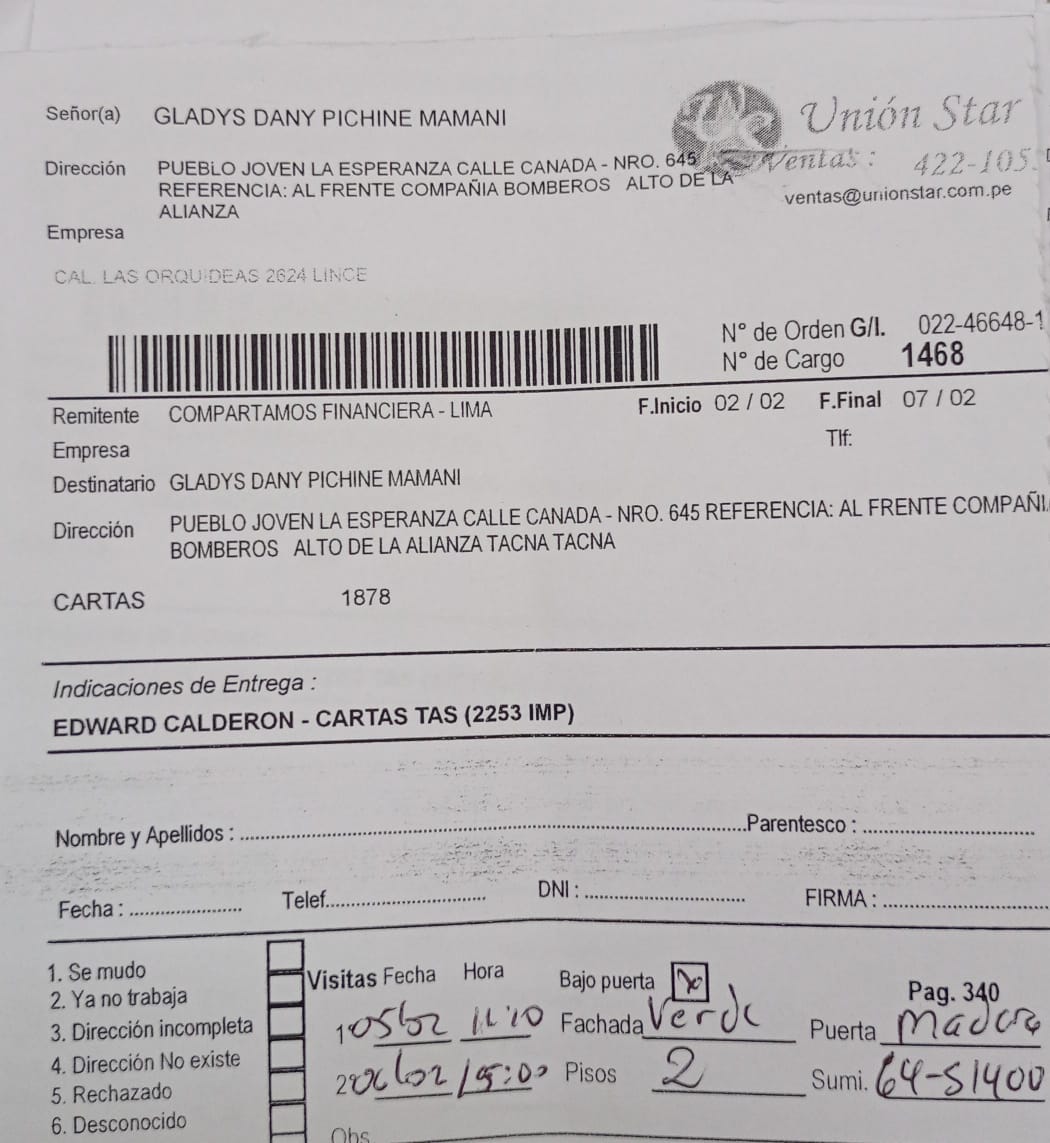 Señor(a) GLADYS DANY PICHINE MAMANI
Unión Star
Dirección PUEBLO JOVEN LA ESPERANZA CALLE CANADA - NRO. 645
REFERENCIA: AL FRENTE COMPAÑIA BOMBEROS ALTO DE LA
ALIANZA
Ventas: 422-105
ventas@unionstar.com.pe
Empresa
CAL. LAS ORQUIDEAS 2624 LINCE
N° de Orden G/I. 022-46648-1
N° de Cargo 1468
Remitente COMPARTAMOS FINANCIERA - LIMA F.Inicio 02 / 02 F.Final 07 / 02
Empresa Tlf:
Destinatario GLADYS DANY PICHINE MAMANI
Dirección PUEBLO JOVEN LA ESPERANZA CALLE CANADA - NRO. 645 REFERENCIA: AL FRENTE COMPAÑI
BOMBEROS ALTO DE LA ALIANZA TACNA TACNA
CARTAS 1878
Indicaciones de Entrega :
EDWARD CALDERON - CARTAS TAS (2253 IMP)
Nombre y Apellidos : Parentesco :
Fecha : Telef. DNI : FIRMA :
1. Se mudo
2. Ya no trabaja
3. Dirección incompleta
4. Dirección No existe
5. Rechazado
6. Desconocido
Visitas Fecha Hora Bajo puerta X Pag. 340
1 05/02 11:10 Fachada Verde Puerta Madera
2 06/02 15:00 Pisos 2 Sumi. 64-S1400
Obs